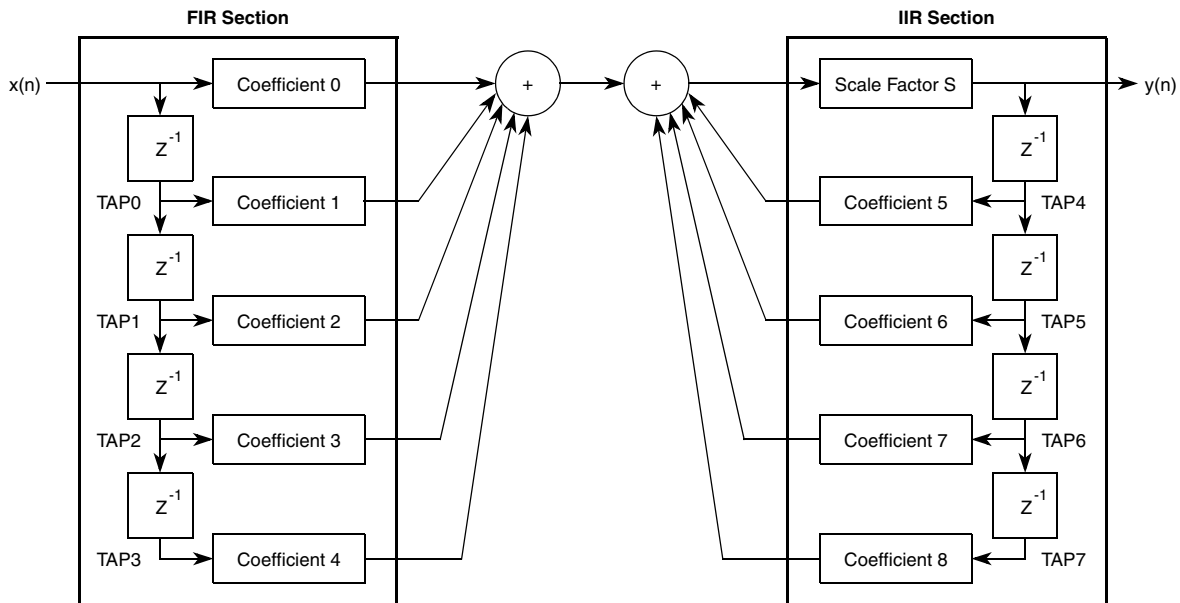 FIR Section
IIR Section
x(n)
Coefficient 0
+
+
Scale Factor S
y(n)
Z⁻¹
Z⁻¹
TAP0
Coefficient 1
Coefficient 5
TAP4
Z⁻¹
Z⁻¹
TAP1
Coefficient 2
Coefficient 6
TAP5
Z⁻¹
Z⁻¹
TAP2
Coefficient 3
Coefficient 7
TAP6
Z⁻¹
Z⁻¹
TAP3
Coefficient 4
Coefficient 8
TAP7